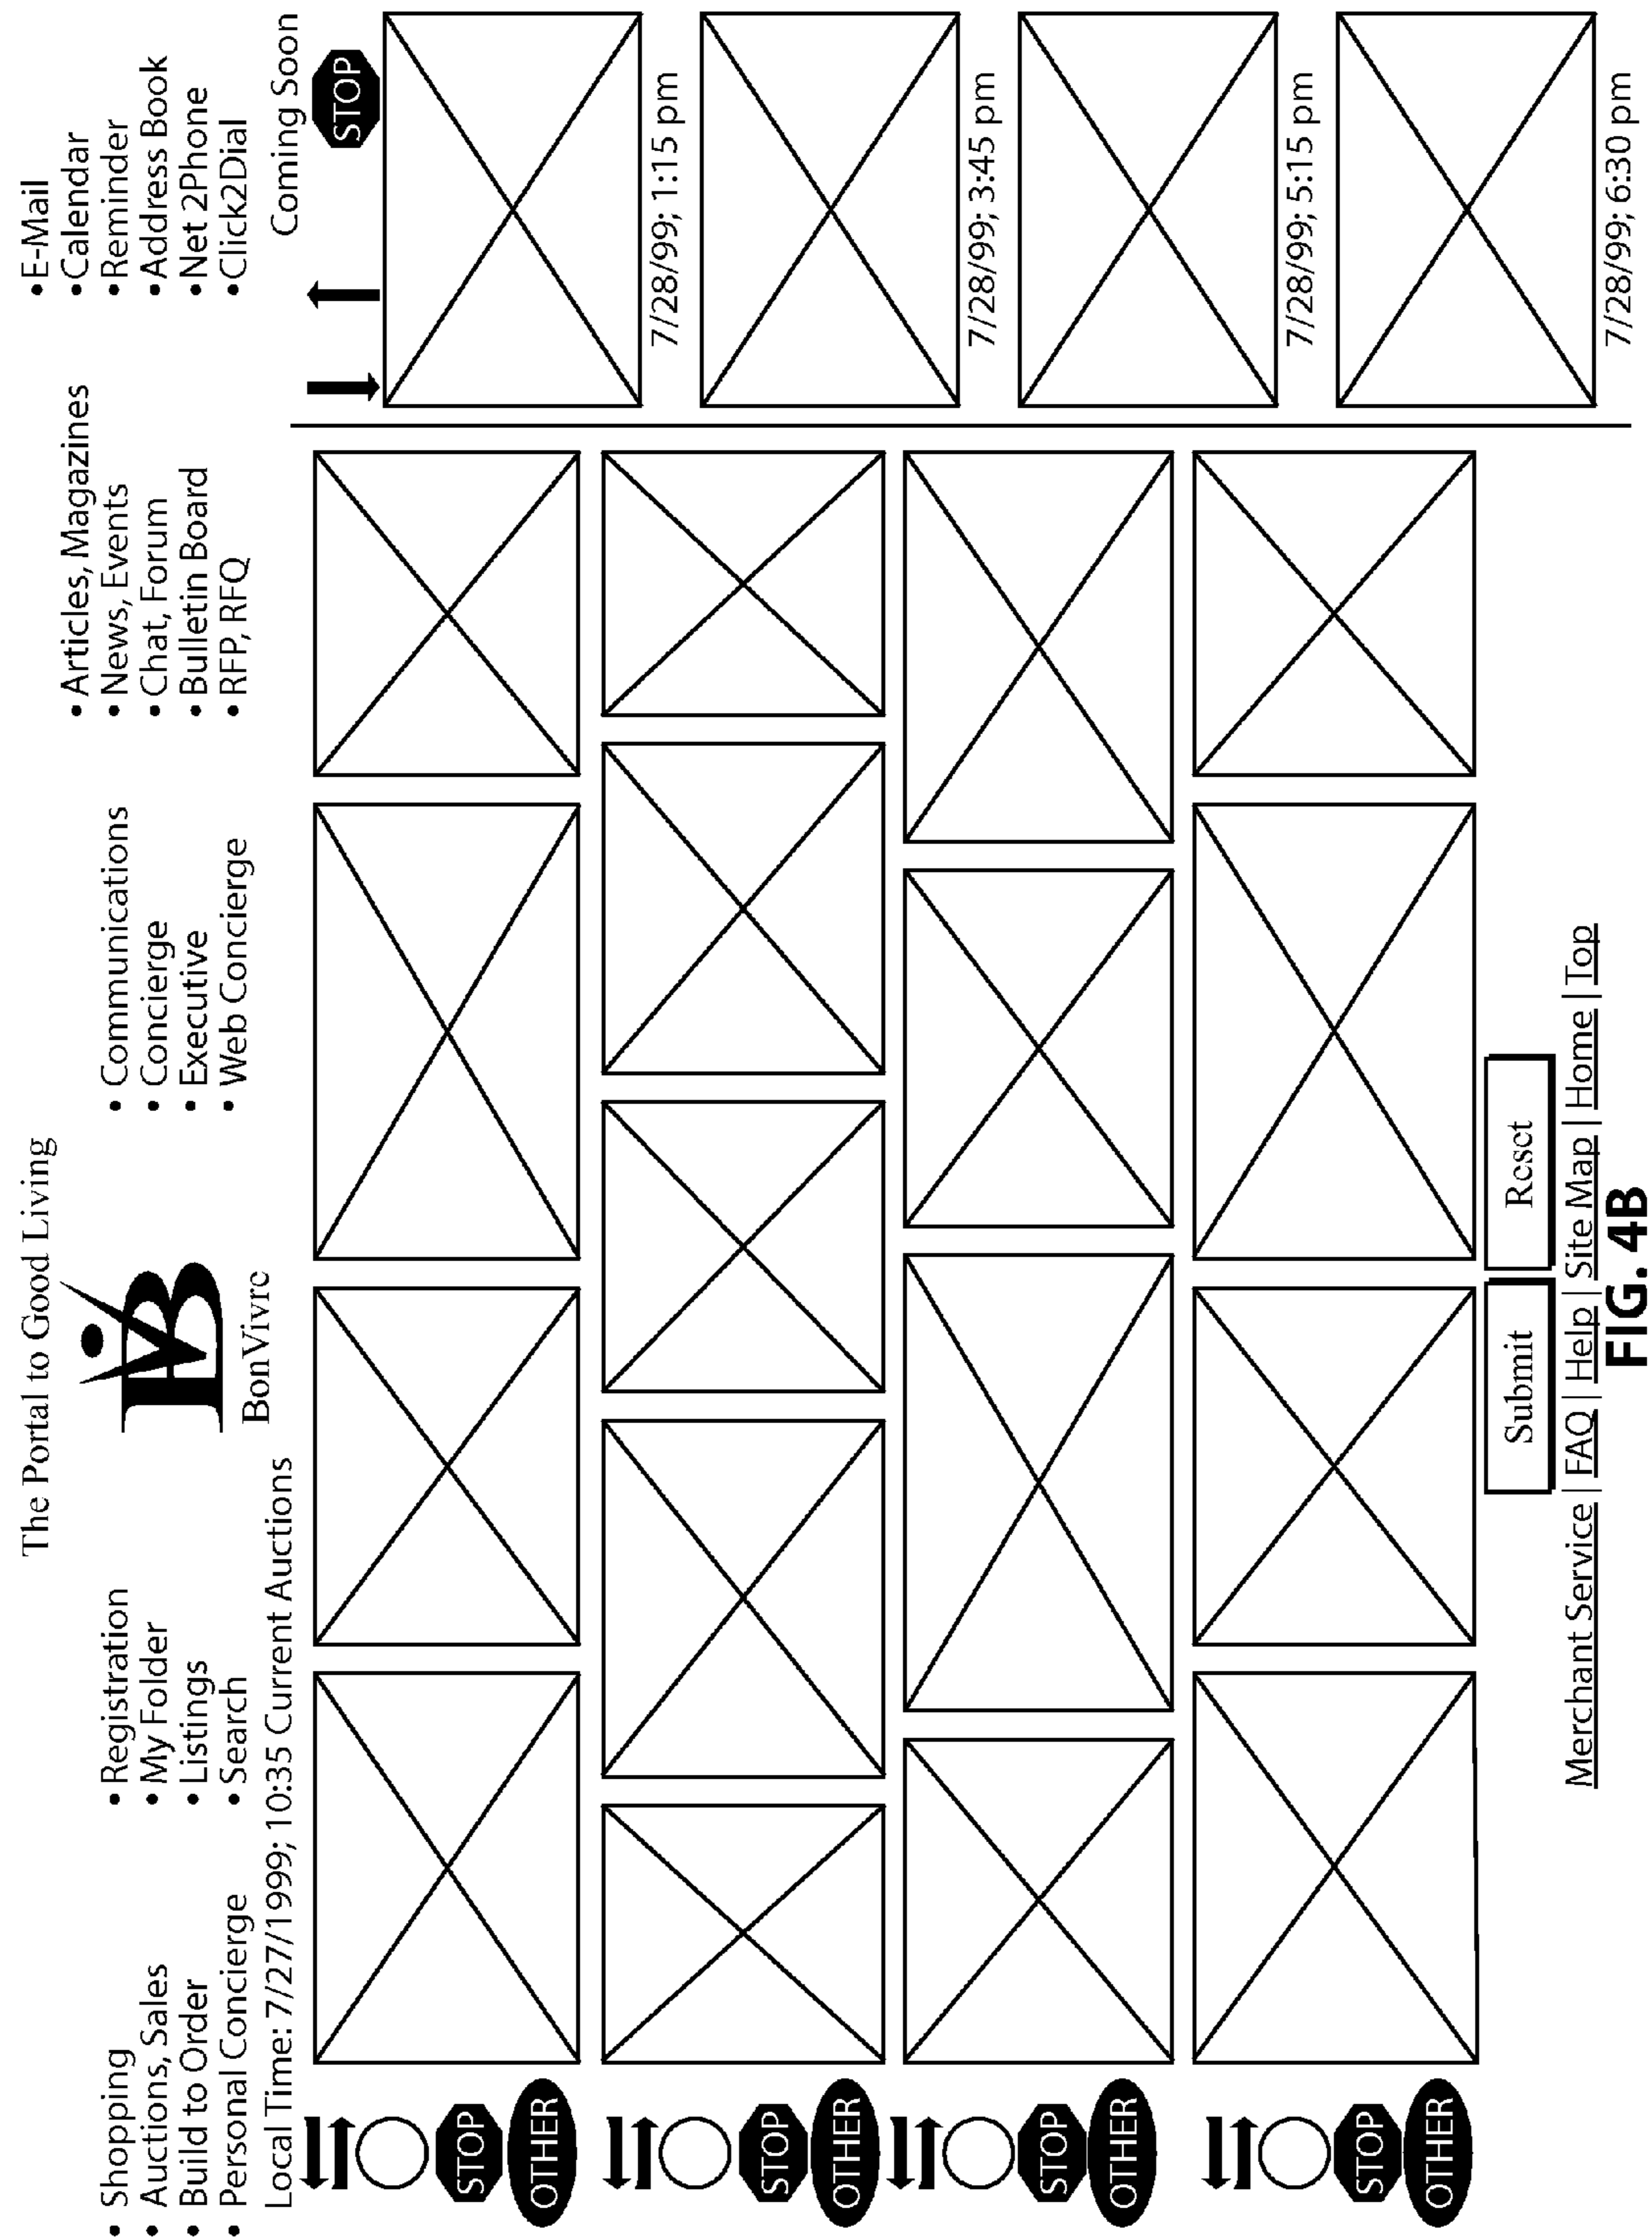 The Portal to Good Living
• Shopping
• Auctions, Sales
• Build to Order
• Personal Concierge
• Registration
• My Folder
• Listings
• Search
BonVivre
• Communications
• Concierge
• Executive
• Web Concierge
• Articles, Magazines
• News, Events
• Chat, Forum
• Bulletin Board
• RFP, RFQ
• E-Mail
• Calendar
• Reminder
• Address Book
• Net 2Phone
• Click2Dial
Local Time: 7/27/1999; 10:35 Current Auctions
Coming Soon
STOP
STOP
OTHER
7/28/99; 1:15 pm
STOP
OTHER
7/28/99; 3:45 pm
STOP
OTHER
7/28/99; 5:15 pm
STOP
OTHER
7/28/99; 6:30 pm
Submit Reset
Merchant Service | FAQ | Help | Site Map | Home | Top
FIG. 4B